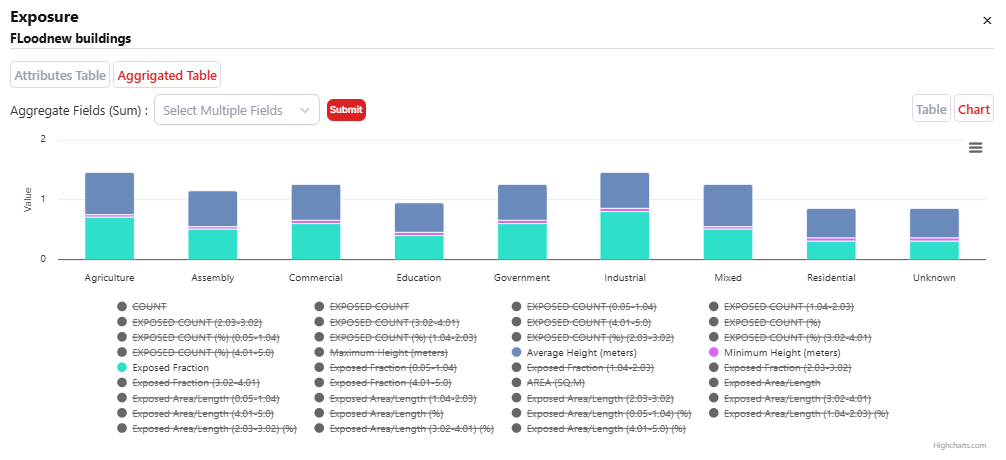 Exposure
×
FLoodnew buildings
Attributes Table Aggrigated Table
Aggregate Fields (Sum) : Select Multiple Fields Submit Table Chart
2
1
0
Value
Agriculture Assembly Commercial Education Government Industrial Mixed Residential Unknown
COUNT EXPOSED COUNT EXPOSED COUNT (0.05-1.04) EXPOSED COUNT (1.04-2.03)
EXPOSED COUNT (2.03-3.02) EXPOSED COUNT (3.02-4.01) EXPOSED COUNT (4.01-5.0) EXPOSED COUNT (%)
EXPOSED COUNT (%) (0.05-1.04) EXPOSED COUNT (%) (1.04-2.03) EXPOSED COUNT (%) (2.03-3.02) EXPOSED COUNT (%) (3.02-4.01)
EXPOSED COUNT (%) (4.01-5.0) Maximum Height (meters) Average Height (meters) Minimum Height (meters)
Exposed Fraction Exposed Fraction (0.05-1.04) Exposed Fraction (1.04-2.03) Exposed Fraction (2.03-3.02)
Exposed Fraction (3.02-4.01) Exposed Fraction (4.01-5.0) AREA (SQ.M) Exposed Area/Length
Exposed Area/Length (0.05-1.04) Exposed Area/Length (1.04-2.03) Exposed Area/Length (2.03-3.02) Exposed Area/Length (3.02-4.01)
Exposed Area/Length (4.01-5.0) Exposed Area/Length (%) Exposed Area/Length (0.05-1.04) (%) Exposed Area/Length (1.04-2.03) (%)
Exposed Area/Length (2.03-3.02) (%) Exposed Area/Length (3.02-4.01) (%) Exposed Area/Length (4.01-5.0) (%)
Highcharts.com